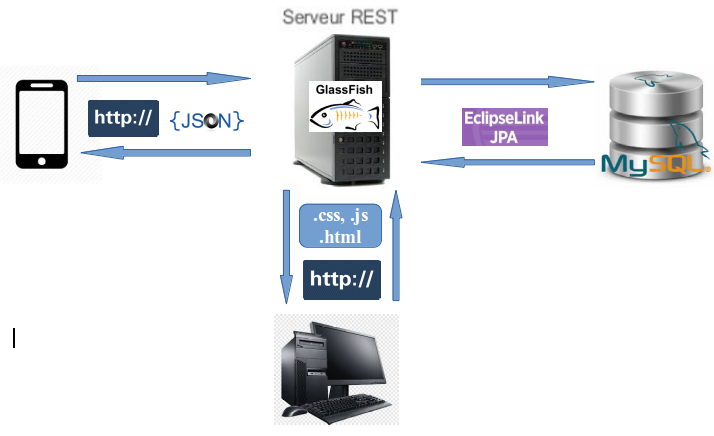 Serveur REST
GlassFish
http://
{JSON}
EclipseLink
JPA
MySQL®
.css, .js
.html
http://